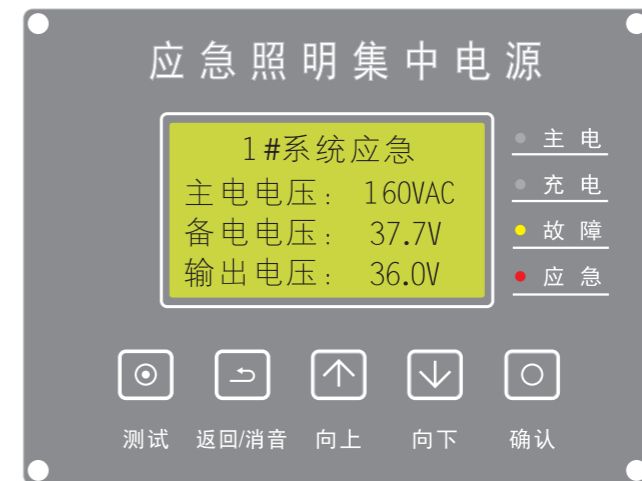 应急照明集中电源
1#系统应急
主电电压: 160VAC
备电电压: 37.7V
输出电压: 36.0V
主电
充电
故障
应急
测试 返回/消音 向上 向下 确认